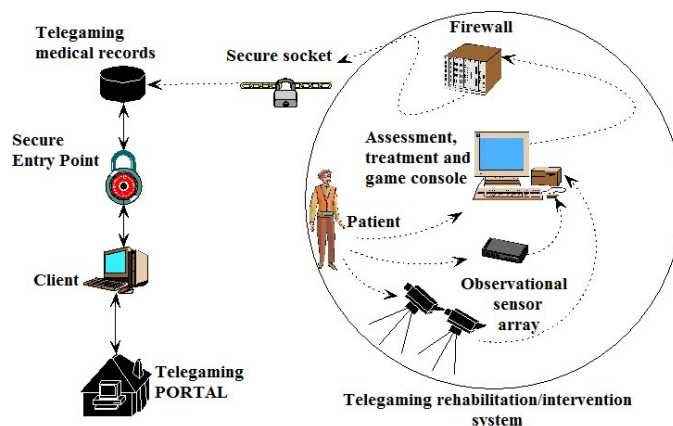 Telegaming
medical records
Secure socket
Firewall
Secure
Entry Point
Assessment,
treatment and
game console
Patient
Client
Observational
sensor
array
Telegaming
PORTAL
Telegaming rehabilitation/intervention
system